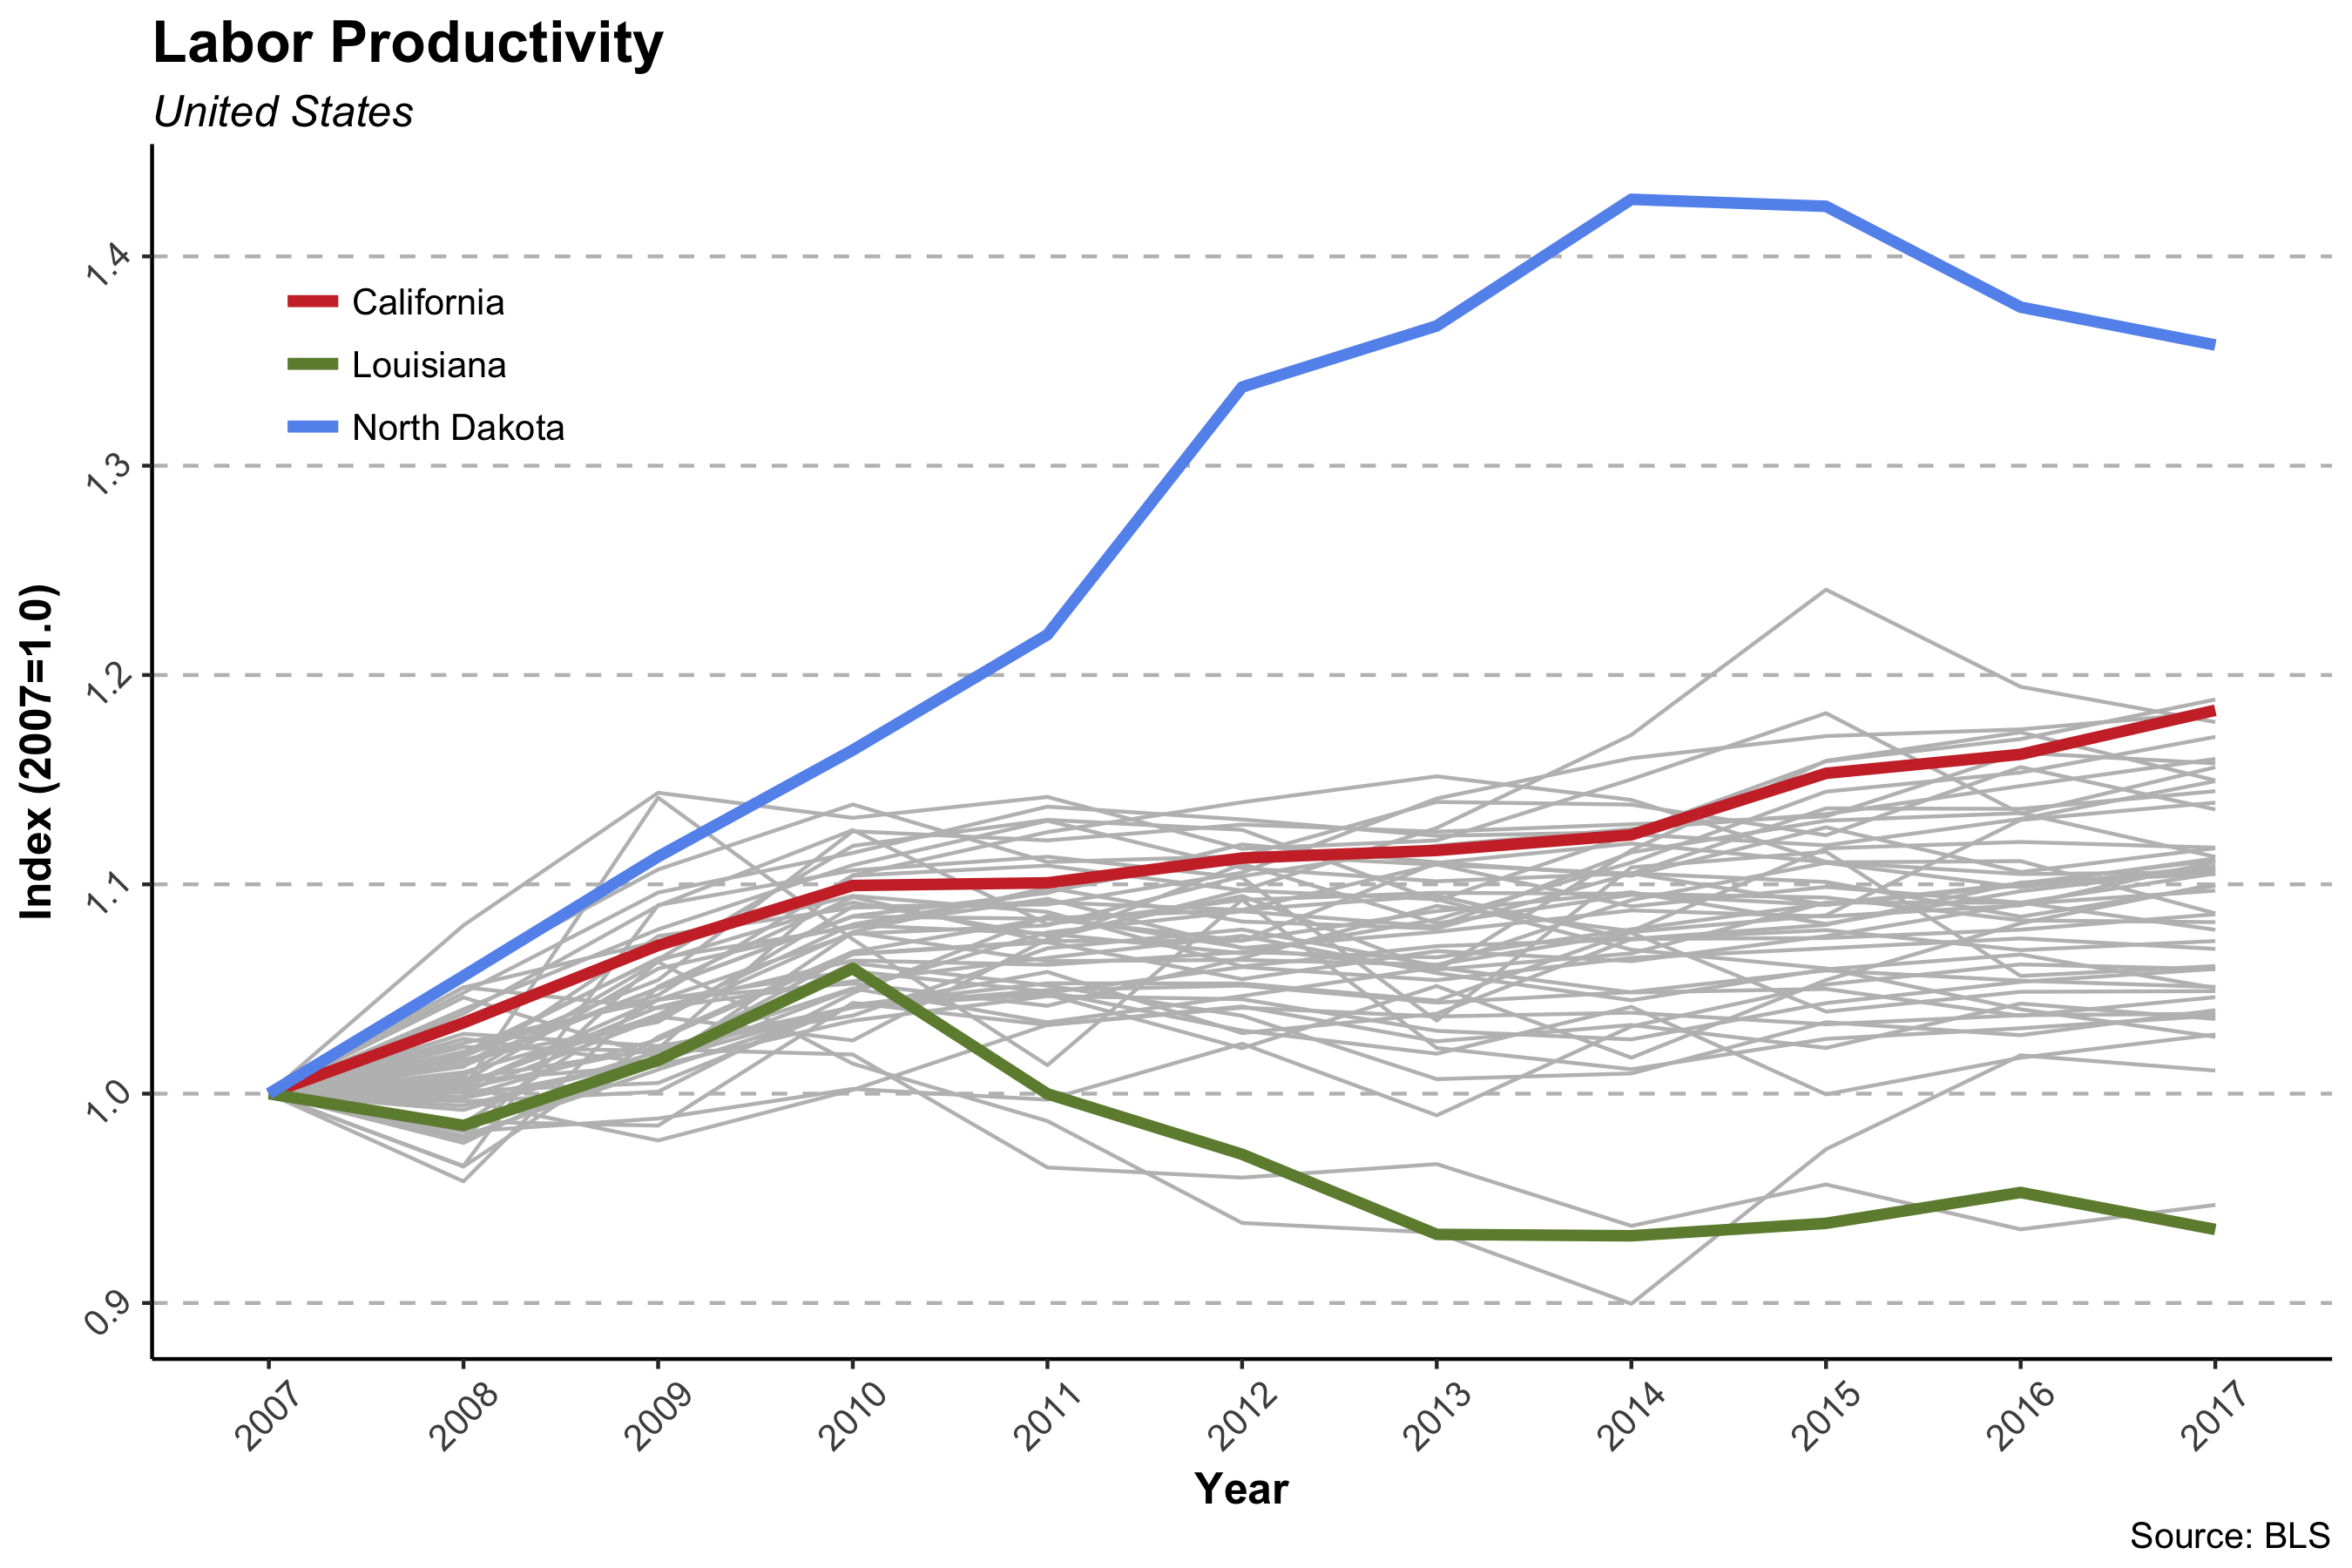 Labor Productivity
United States
Index (2007=1.0)
1.4
1.3
1.2
1.1
1.0
0.9
California
Louisiana
North Dakota
2007 2008 2009 2010 2011 2012 2013 2014 2015 2016 2017
Year
Source: BLS